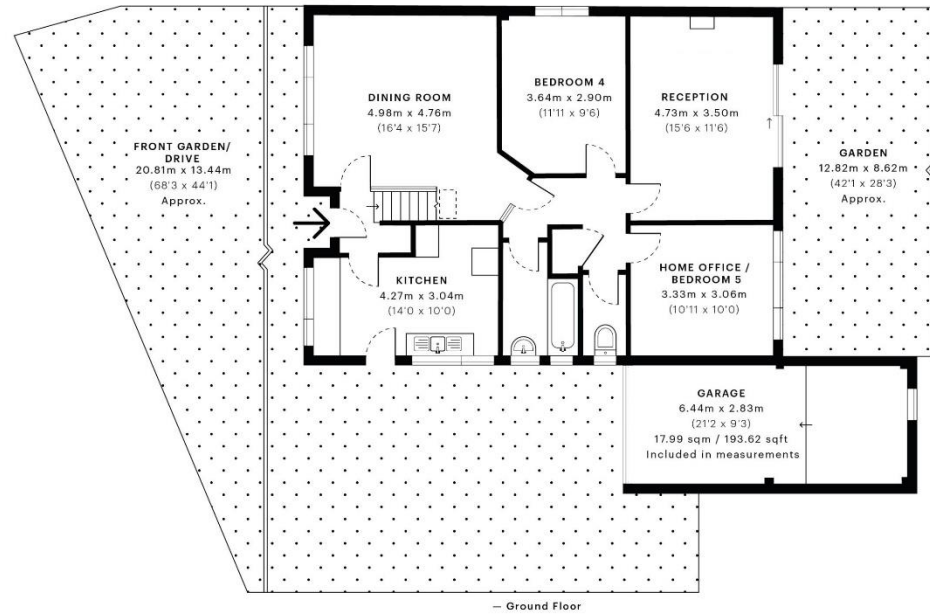 DINING ROOM
4.98m x 4.76m
(16'4 x 15'7)
BEDROOM 4
3.64m x 2.90m
(11'11 x 9'6)
RECEPTION
4.73m x 3.50m
(15'6 x 11'6)
FRONT GARDEN/
DRIVE
20.81m x 13.44m
(68'3 x 44'1)
Approx.
GARDEN
12.82m x 8.62m
(42'1 x 28'3)
Approx.
KITCHEN
4.27m x 3.04m
(14'0 x 10'0)
HOME OFFICE /
BEDROOM 5
3.33m x 3.06m
(10'11 x 10'0)
GARAGE
6.44m x 2.83m
(21'2 x 9'3)
17.99 sqm / 193.62 sqft
Included in measurements
— Ground Floor